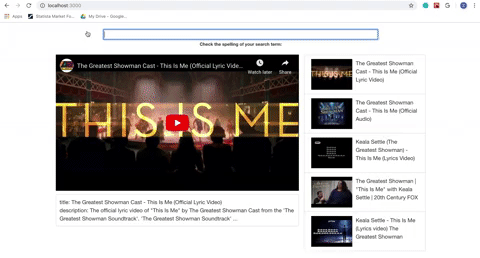 localhost:3000
Apps
Statista Market Fo...
My Drive – Google...
Check the spelling of your search term:
The Greatest Showman Cast - This Is Me (Official Lyric Vide...
Watch later
Share
THIS IS ME
title: The Greatest Showman Cast - This Is Me (Official Lyric Video)
description: The official lyric video of "This is Me" by The Greatest Showman Cast from the 'The
Greatest Showman Soundtrack'. 'The Greatest Showman Soundtrack' ...
The Greatest Showman
Cast - This Is Me (Official
Lyric Video)
The Greatest Showman
Cast - This Is Me (Official
Audio)
Keala Settle (The
Greatest Showman) -
This Is Me (Lyrics Video)
The Greatest Showman |
"This Is Me" with Keala
Settle | 20th Century FOX
Keala Settle - This Is Me
(Lyrics video) The
Greatest Showman